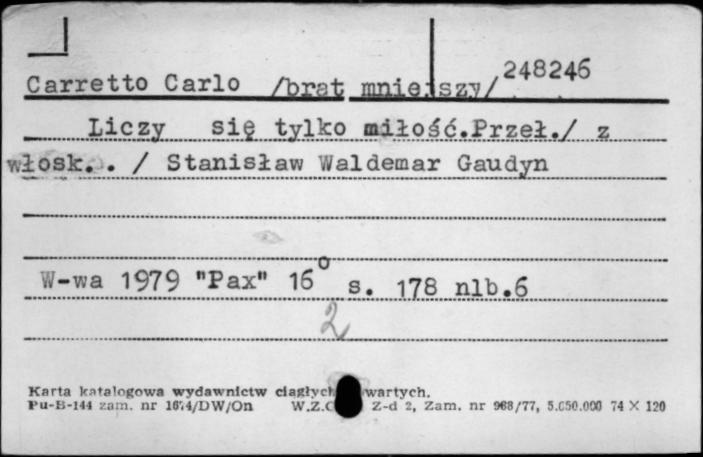 248246
Carretto Carlo /brat mniejszy/
Liczy się tylko miłość.Przeł./ z
włosk.. / Stanisław Waldemar Gaudyn
W-wa 1979 "Pax" 16° s. 178 nlb.6
2
Karta katalogowa wydawnictw ciągłych wartych.
Pu-B-144 zam. nr 1674/DW/On W.Z.G Z-d 2, Zam. nr 968/77, 5.050.000 74 X 120